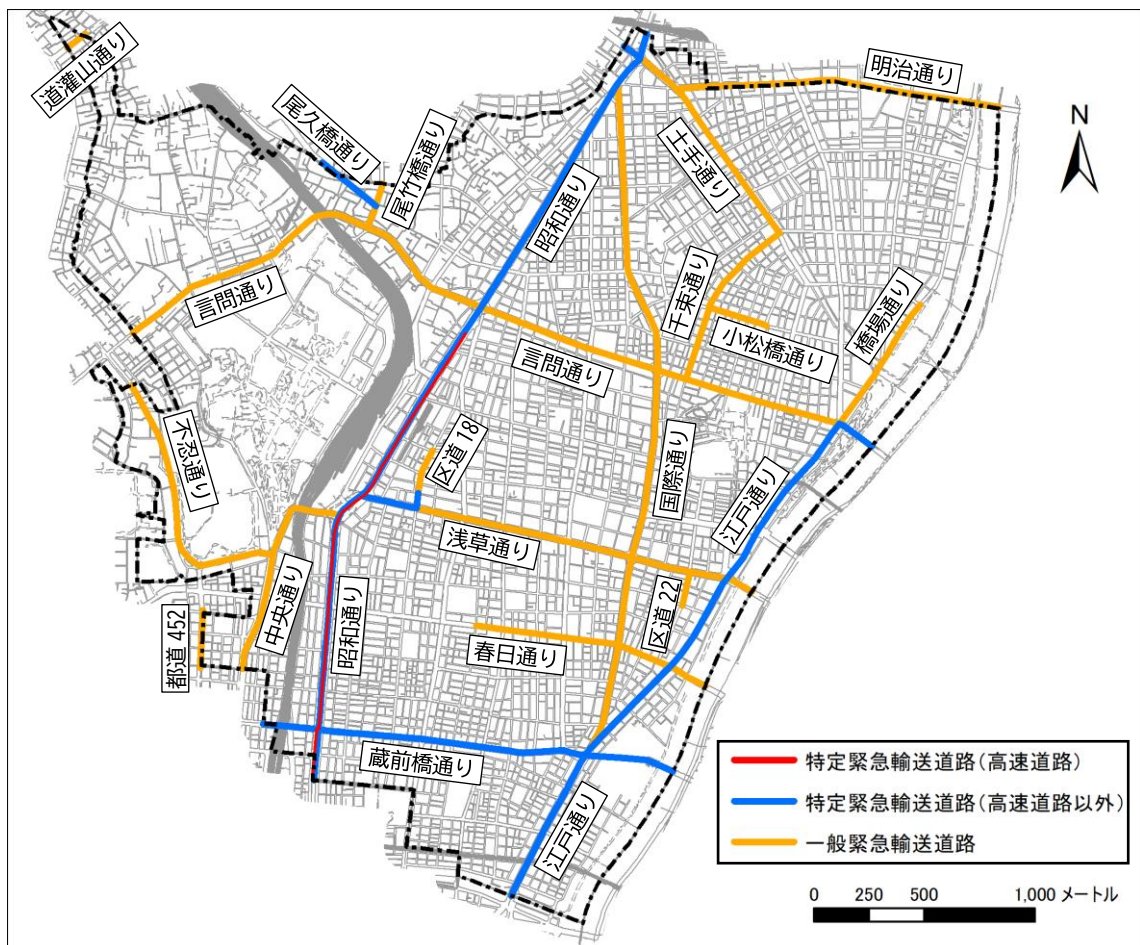 道灌山通り
尾久橋通り
尾竹橋通り
明治通り
N
土手通り
昭和通り
千束通り
橋場通り
小松橋通り
言問通り
言問通り
不忍通り
区道 18
国際通り
江戸通り
浅草通り
中央通り
昭和通り
区道 22
都道 452
春日通り
蔵前橋通り
江戸通り
特定緊急輸送道路(高速道路)
特定緊急輸送道路(高速道路以外)
一般緊急輸送道路
0 250 500 1,000 メートル